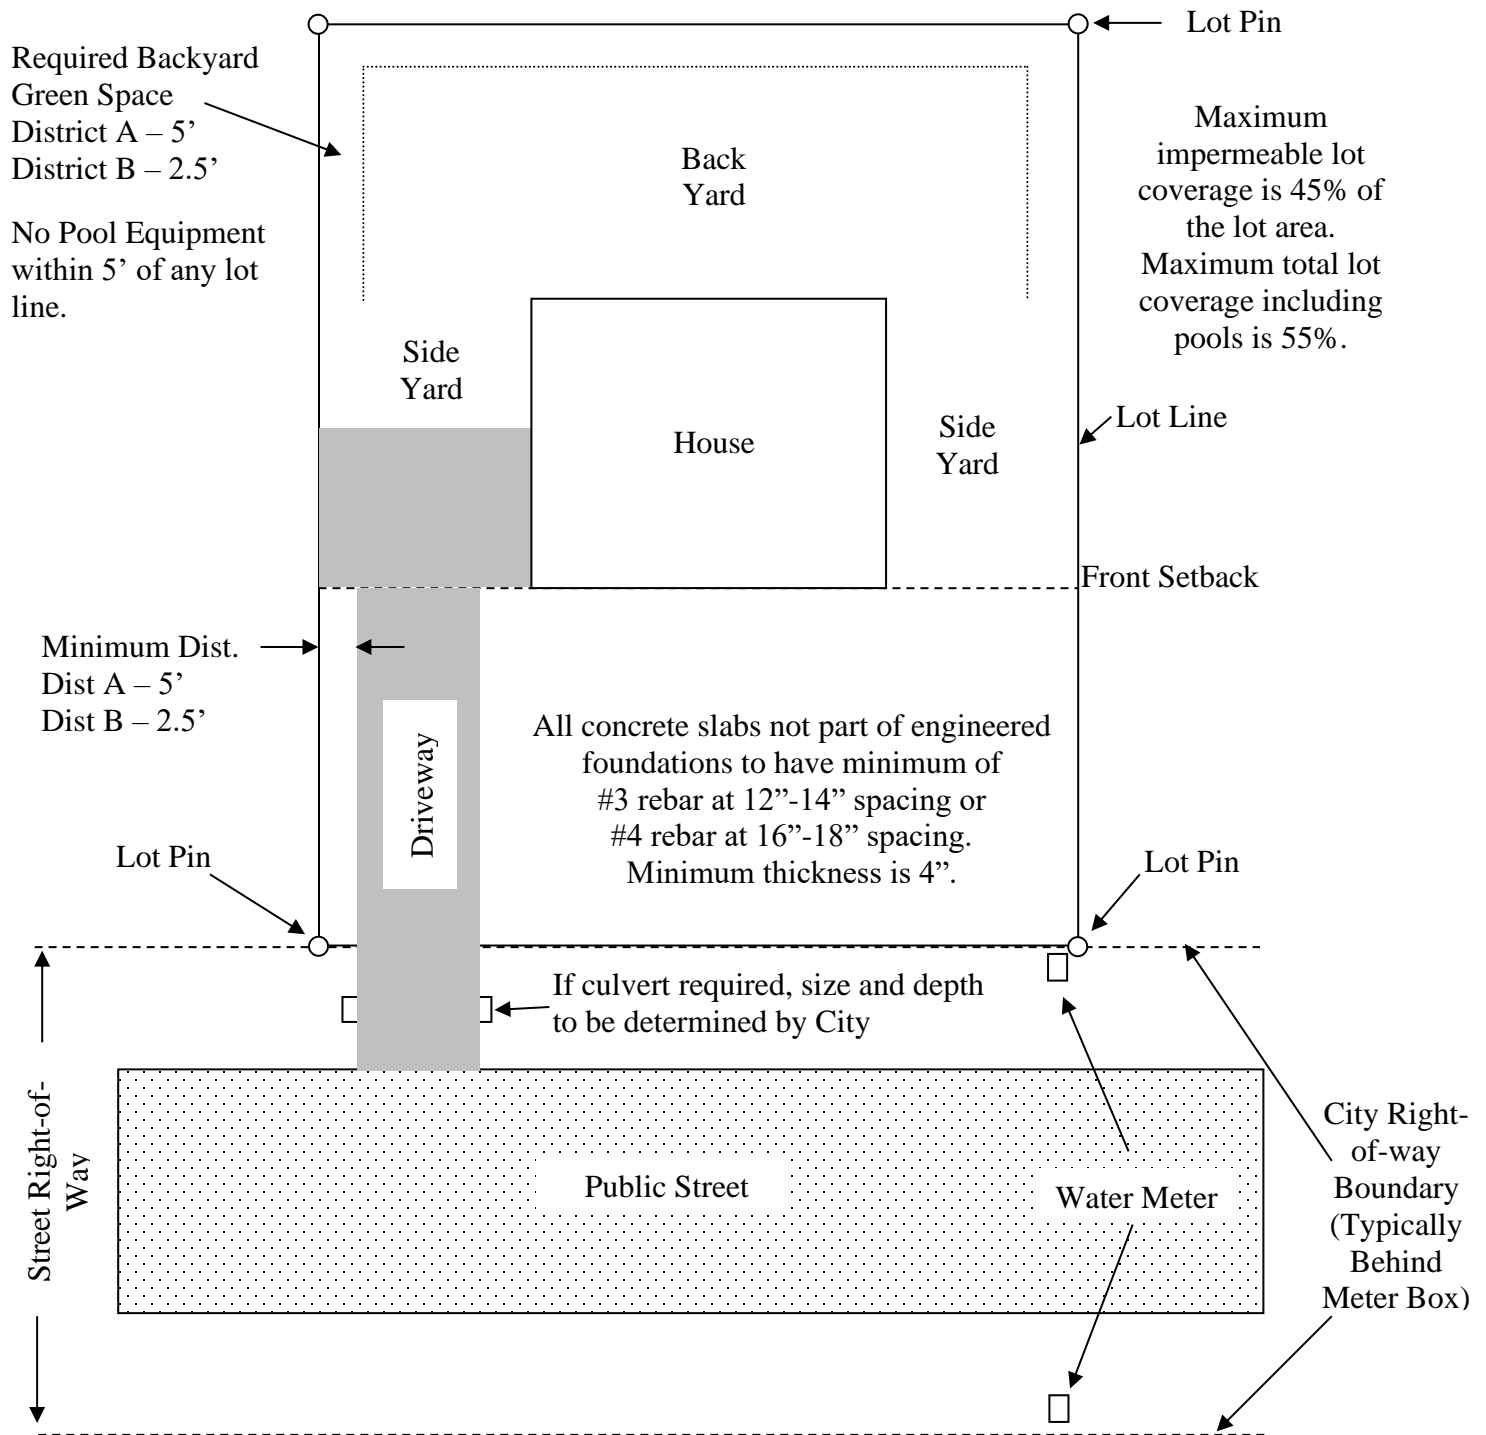 Lot Pin
Required Backyard
Green Space
District A – 5’
District B – 2.5’
No Pool Equipment
within 5’ of any lot
line.
Back
Yard
Maximum
impermeable lot
coverage is 45% of
the lot area.
Maximum total lot
coverage including
pools is 55%.
Side
Yard
House
Side
Yard
Lot Line
Front Setback
Minimum Dist.
Dist A – 5’
Dist B – 2.5’
Driveway
All concrete slabs not part of engineered
foundations to have minimum of
#3 rebar at 12”-14” spacing or
#4 rebar at 16”-18” spacing.
Minimum thickness is 4”.
Lot Pin
Lot Pin
If culvert required, size and depth
to be determined by City
Street Right-of-
Way
Public Street
Water Meter
City Right-
of-way
Boundary
(Typically
Behind
Meter Box)